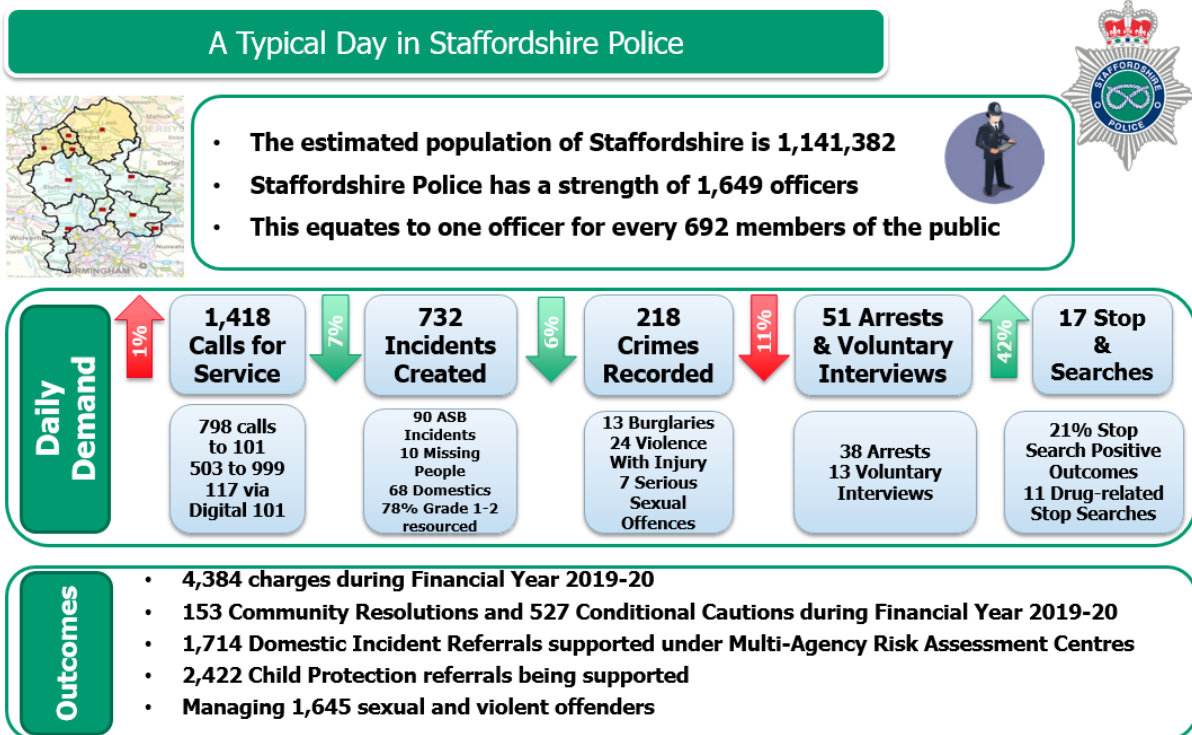 A Typical Day in Staffordshire Police
STAFFORDSHIRE
POLICE
• The estimated population of Staffordshire is 1,141,382
• Staffordshire Police has a strength of 1,649 officers
• This equates to one officer for every 692 members of the public
BIRMINGHAM
Daily
Demand
1%
1,418
Calls for
Service
7%
732
Incidents
Created
6%
218
Crimes
Recorded
11%
51 Arrests
& Voluntary
Interviews
42%
17 Stop
&
Searches
798 calls
to 101
503 to 999
117 via
Digital 101
90 ASB
Incidents
10 Missing
People
68 Domestics
78% Grade 1-2
resourced
13 Burglaries
24 Violence
With Injury
7 Serious
Sexual
Offences
38 Arrests
13 Voluntary
Interviews
21% Stop
Search Positive
Outcomes
11 Drug-related
Stop Searches
Outcomes
• 4,384 charges during Financial Year 2019-20
• 153 Community Resolutions and 527 Conditional Cautions during Financial Year 2019-20
• 1,714 Domestic Incident Referrals supported under Multi-Agency Risk Assessment Centres
• 2,422 Child Protection referrals being supported
• Managing 1,645 sexual and violent offenders